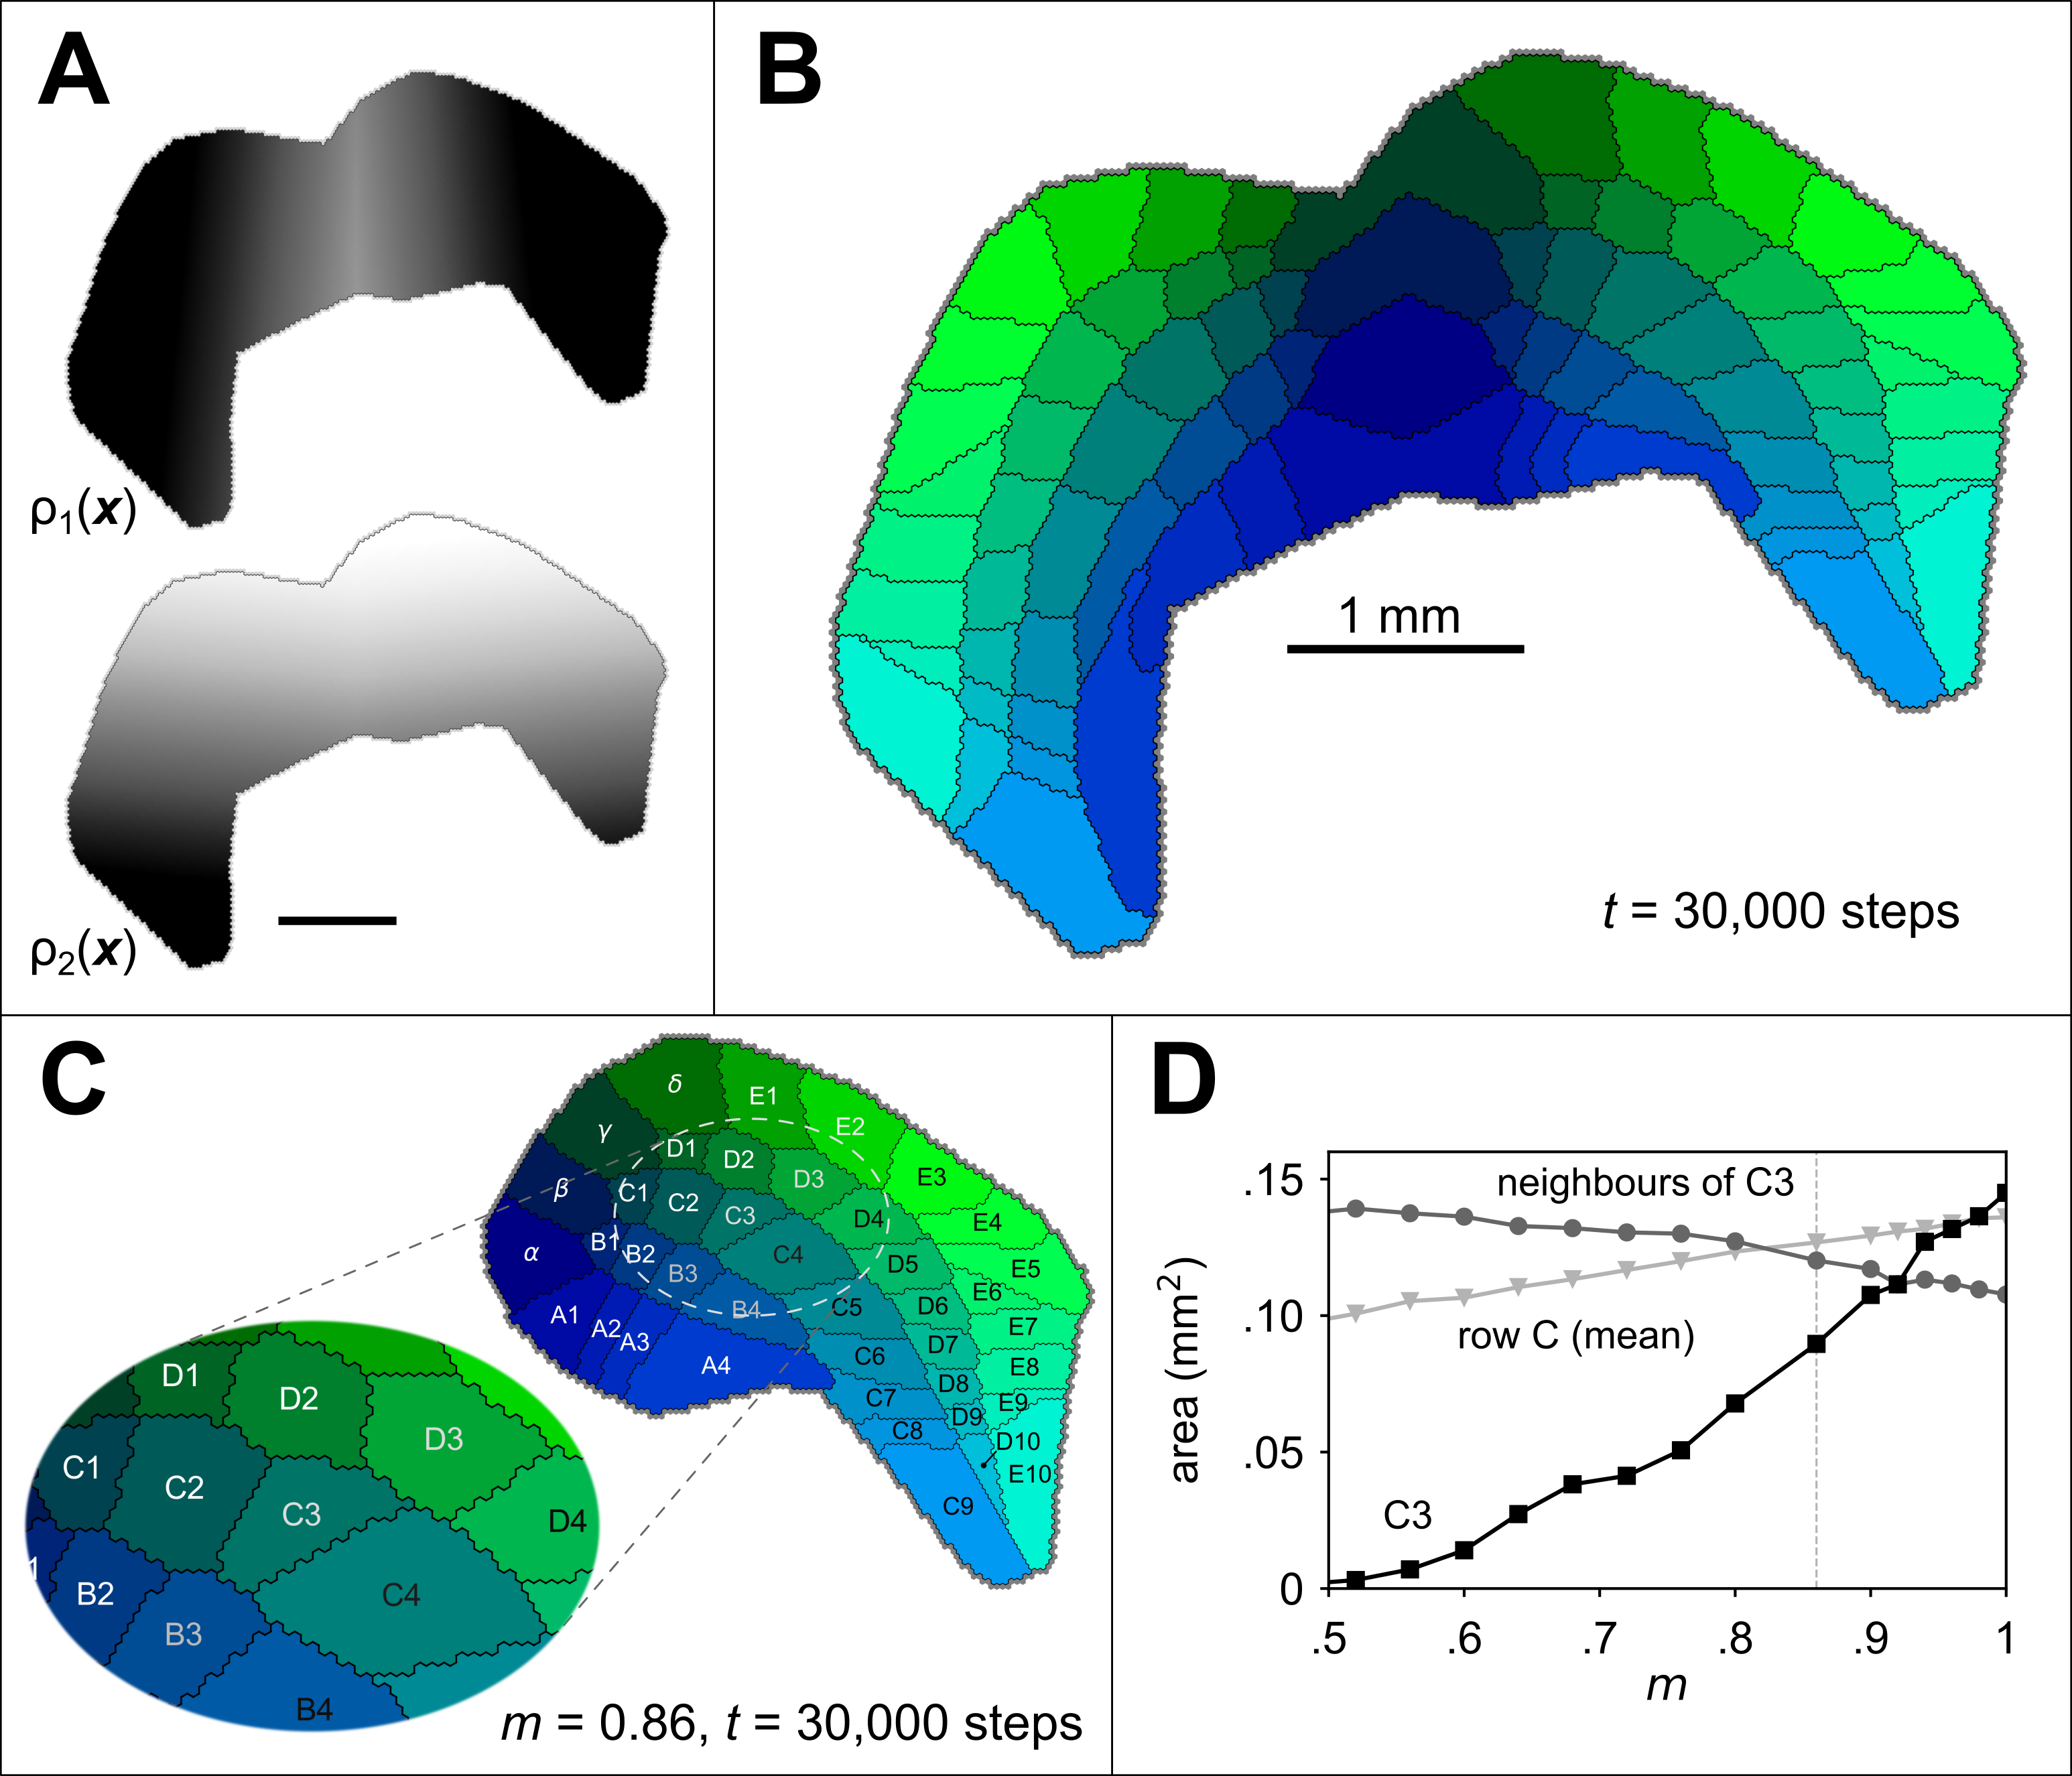 A
ρ1(x)
ρ2(x)
B
1 mm
t = 30,000 steps
C
δ
E1
γ
E2
D1
D2
D3
E3
β
C1
C2
C3
D4
E4
α
B1
B2
B3
C4
D5
E5
E6
A1
A2
A3
B4
C5
D6
E7
A4
C6
D7
E8
C7
D8
E9
C8
D9
D10
C9
E10
D1
D2
D3
C1
C2
C3
D4
1
B2
C4
B3
B4
m = 0.86, t = 30,000 steps
D
.15
neighbours of C3
.10
row C (mean)
area (mm2)
.05
C3
0
.5 .6 .7 .8 .9 1
m